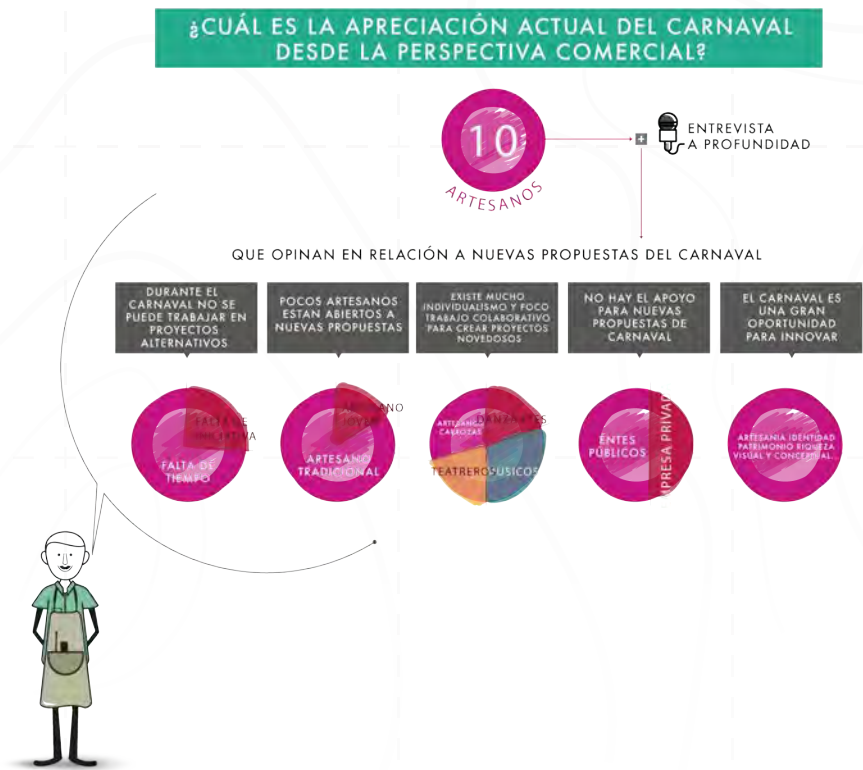 ¿CUÁL ES LA APRECIACIÓN ACTUAL DEL CARNAVAL
DESDE LA PERSPECTIVA COMERCIAL?
10
ARTESANOS
ENTREVISTA
A PROFUNDIDAD
QUE OPINAN EN RELACIÓN A NUEVAS PROPUESTAS DEL CARNAVAL
DURANTE EL
CARNAVAL NO SE
PUEDE TRABAJAR EN
PROYECTOS
ALTERNATIVOS
POCOS ARTESANOS
ESTAN ABIERTOS A
NUEVAS PROPUESTAS
EXISTE MUCHO
INDIVIDUALISMO Y POCO
TRABAJO COLABORATIVO
PARA CREAR PROYECTOS
NOVEDOSOS
NO HAY EL APOYO
PARA NUEVAS
PROPUESTAS DE
CARNAVAL
EL CARNAVAL ES
UNA GRAN
OPORTUNIDAD
PARA INNOVAR
FALTA DE
INICIATIVA
FALTA DE
TIEMPO
ARTESANO
JOVEN
ARTESANO
TRADICIONAL
DANZANTES
CARROZAS
TEATREROS
ENTES
PÚBLICOS
ARTESANIA IDENTIDAD
PATRIMONIO RIQUEZA
VISUAL Y CONCEPTUAL...